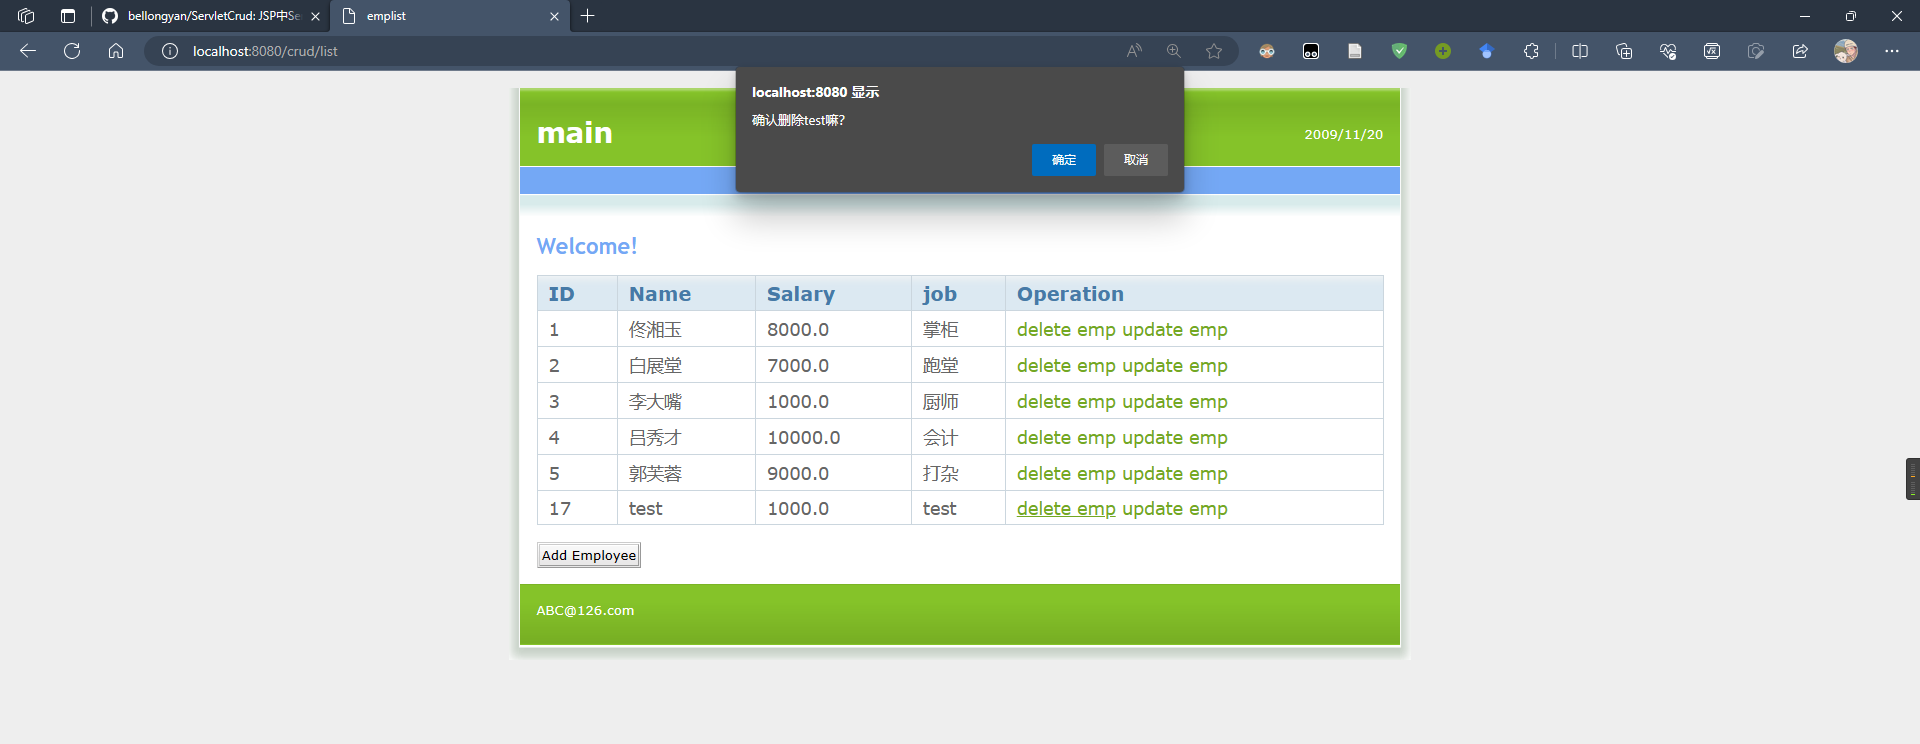 bellongyan/ServletCrud: JSP中Se
emplist
localhost:8080/crud/list
localhost:8080 显示
确认删除test嘛?
确定 取消
main
2009/11/20
Welcome!
ID Name Salary job Operation
1 佟湘玉 8000.0 掌柜 delete emp update emp
2 白展堂 7000.0 跑堂 delete emp update emp
3 李大嘴 1000.0 厨师 delete emp update emp
4 吕秀才 10000.0 会计 delete emp update emp
5 郭芙蓉 9000.0 打杂 delete emp update emp
17 test 1000.0 test delete emp update emp
Add Employee
ABC@126.com